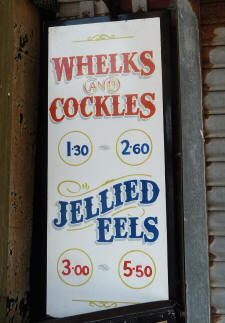 WHELKS
AND
COCKLES
1·30 2·60
JELLIED
EELS
3·00 5·50